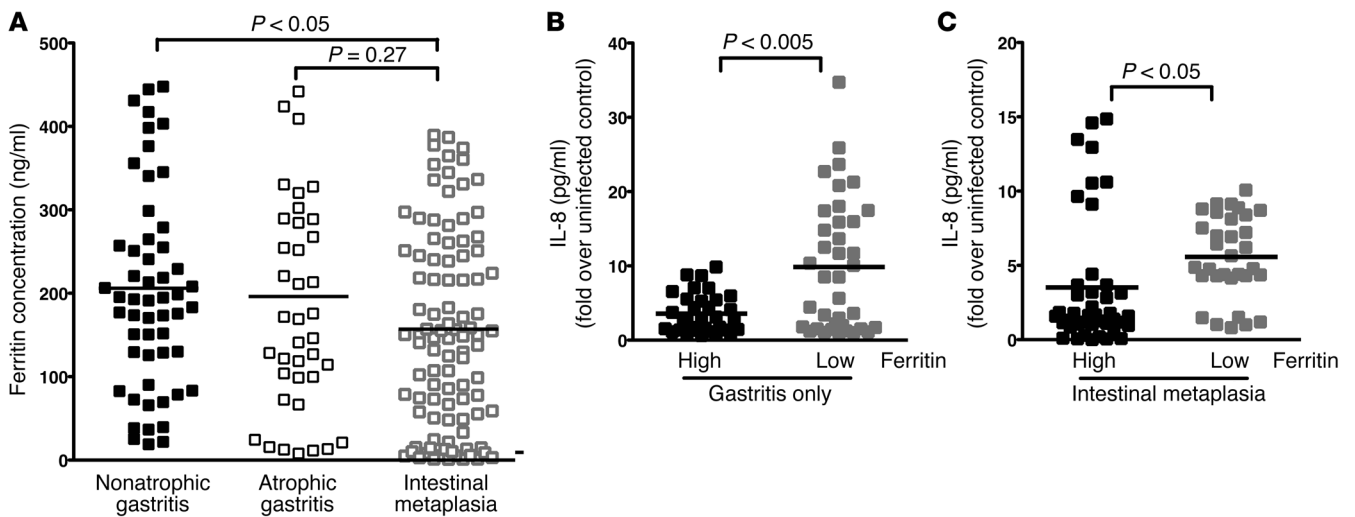 A
P < 0.05
P = 0.27
500
400
300
200
100
0
Ferritin concentration (ng/ml)
Nonatrophic
gastritis
Atrophic
gastritis
Intestinal
metaplasia
B
P < 0.005
40
30
20
10
0
IL-8 (pg/ml)
(fold over uninfected control)
High
Low
Ferritin
Gastritis only
C
P < 0.05
20
15
10
5
0
IL-8 (pg/ml)
(fold over uninfected control)
High
Low
Ferritin
Intestinal metaplasia